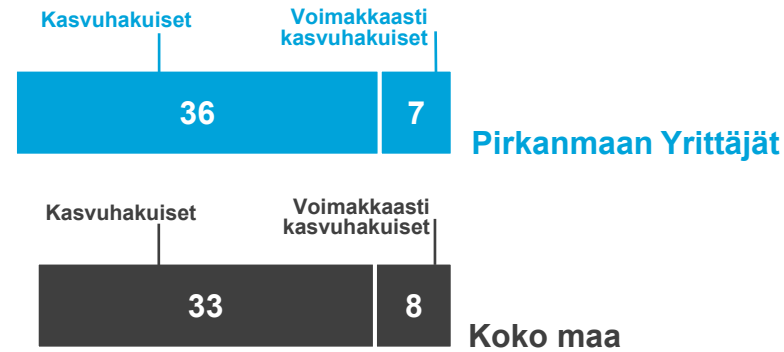 Kasvuhakuiset
Voimakkaasti
kasvuhakuiset
36
7
Pirkanmaan Yrittäjät
Kasvuhakuiset
Voimakkaasti
kasvuhakuiset
33
8
Koko maa